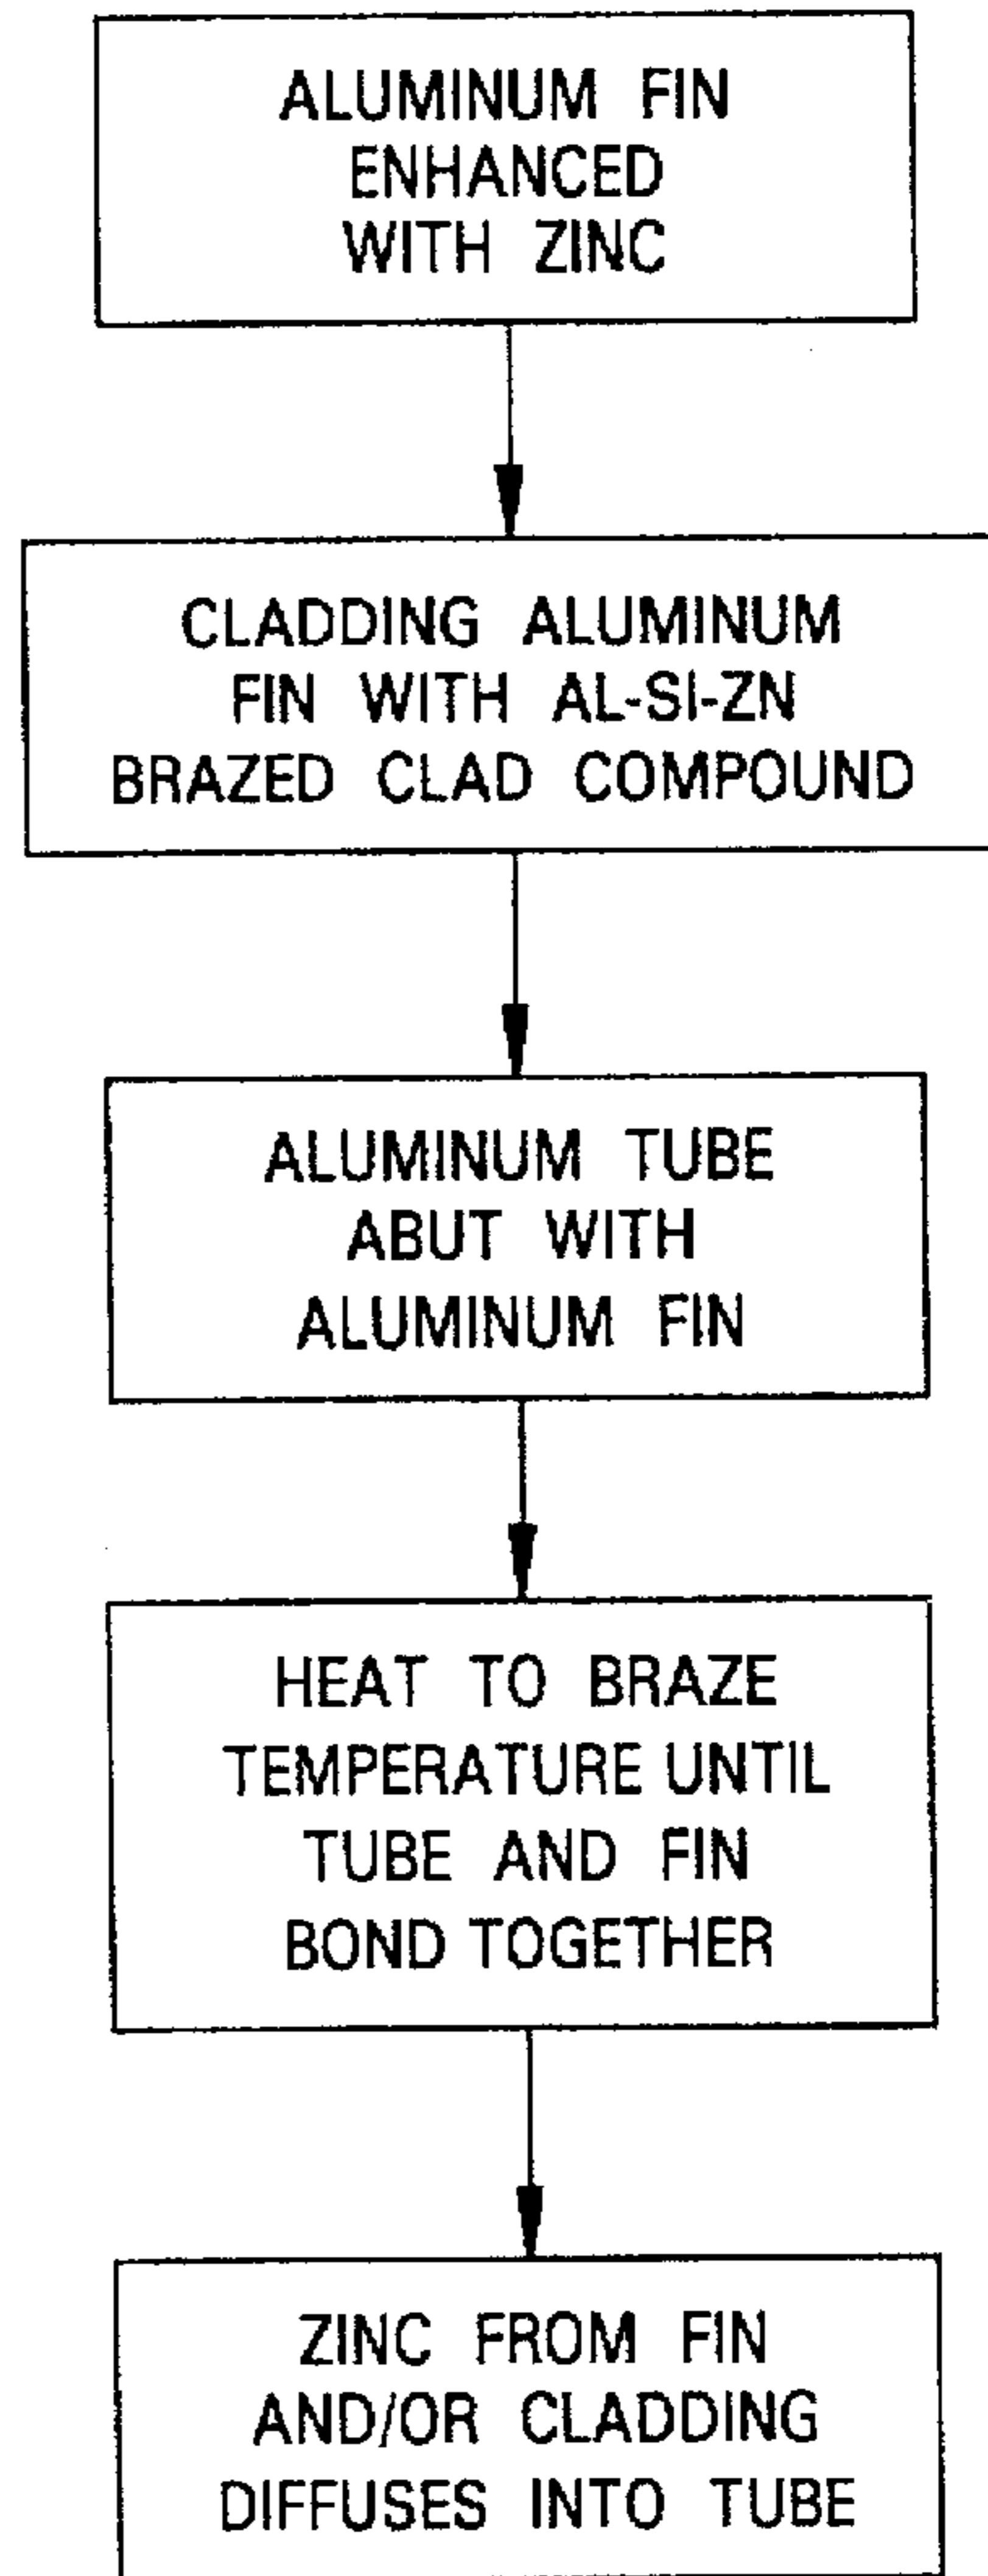 ALUMINUM FIN
ENHANCED
WITH ZINC
CLADDING ALUMINUM
FIN WITH AL-SI-ZN
BRAZED CLAD COMPOUND
ALUMINUM TUBE
ABUT WITH
ALUMINUM FIN
HEAT TO BRAZE
TEMPERATURE UNTIL
TUBE AND FIN
BOND TOGETHER
ZINC FROM FIN
AND/OR CLADDING
DIFFUSES INTO TUBE